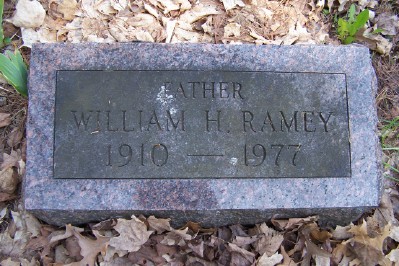 FATHER
WILLIAM H. RAMEY
1910 — 1977